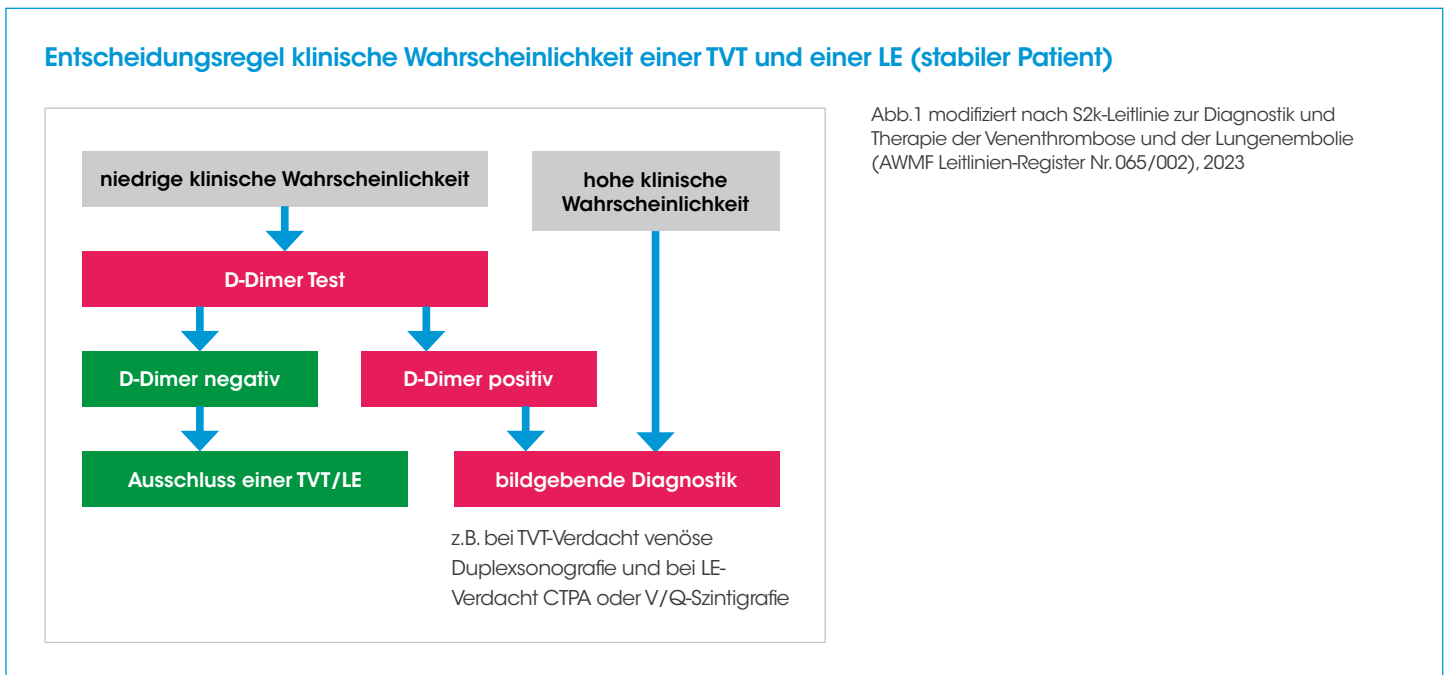 Entscheidungsregel klinische Wahrscheinlichkeit einer TVT und einer LE (stabiler Patient)
Abb.1 modifiziert nach S2k-Leitlinie zur Diagnostik und
Therapie der Venenthrombose und der Lungenembolie
(AWMF Leitlinien-Register Nr. 065/002), 2023
niedrige klinische Wahrscheinlichkeit
hohe klinische
Wahrscheinlichkeit
D-Dimer Test
D-Dimer negativ
D-Dimer positiv
Ausschluss einer TVT/LE
bildgebende Diagnostik
z.B. bei TVT-Verdacht venöse
Duplexsonografie und bei LE-
Verdacht CTPA oder V/Q-Szintigrafie